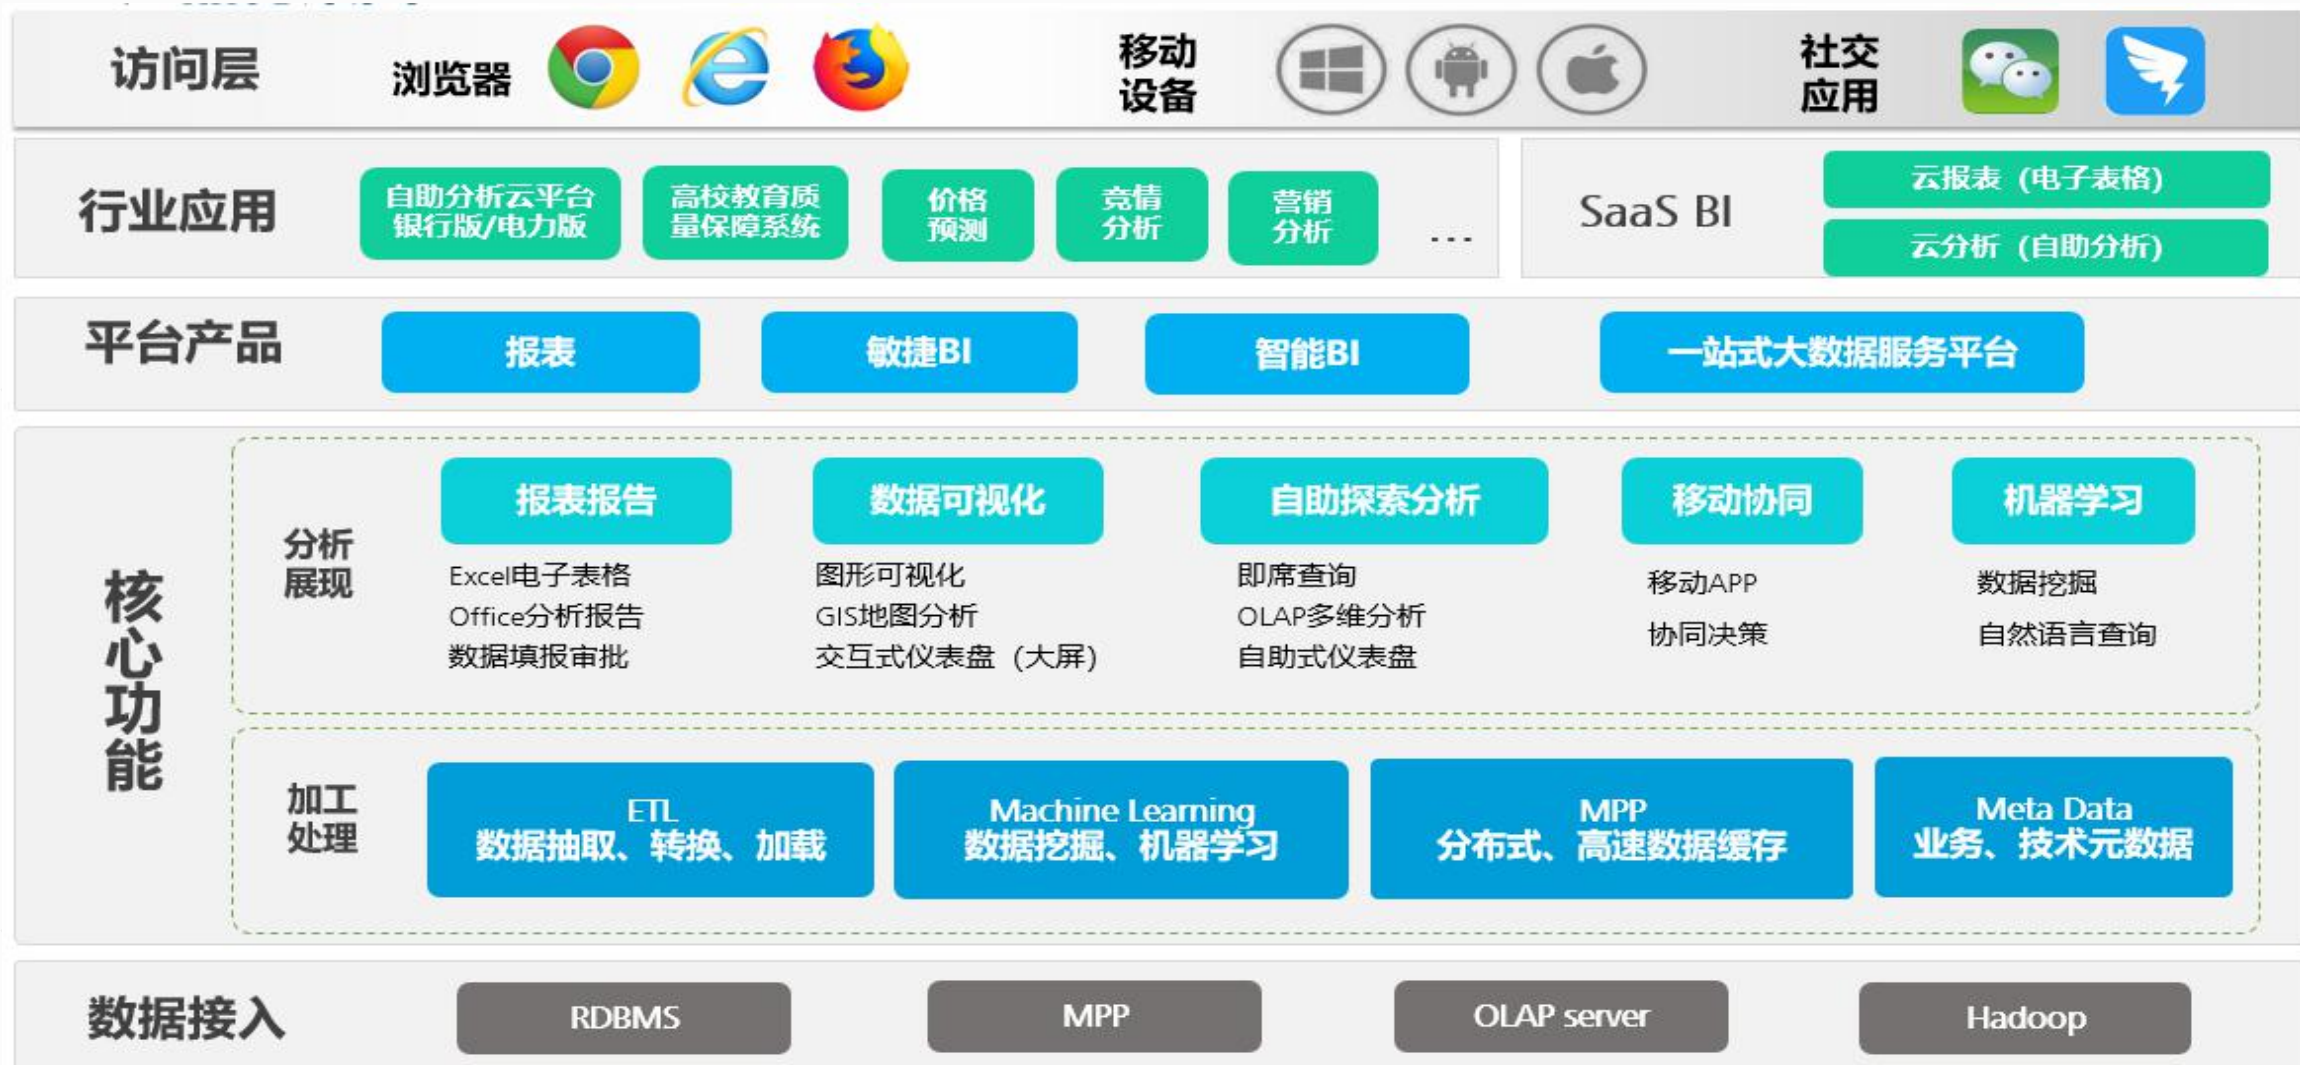 访问层
浏览器
移动
设备
社交
应用
行业应用
自助分析云平台
银行版/电力版
高校教育质
量保障系统
价格
预测
竞情
分析
营销
分析
...
SaaS BI
云报表 (电子表格)
云分析 (自助分析)
平台产品
报表
敏捷BI
智能BI
一站式大数据服务平台
核心功能
分析
展现
报表报告
Excel电子表格
Office分析报告
数据填报审批
数据可视化
图形可视化
GIS地图分析
交互式仪表盘 (大屏)
自助探索分析
即席查询
OLAP多维分析
自助式仪表盘
移动协同
移动APP
协同决策
机器学习
数据挖掘
自然语言查询
加工
处理
ETL
数据抽取、转换、加载
Machine Learning
数据挖掘、机器学习
MPP
分布式、高速数据缓存
Meta Data
业务、技术元数据
数据接入
RDBMS
MPP
OLAP server
Hadoop